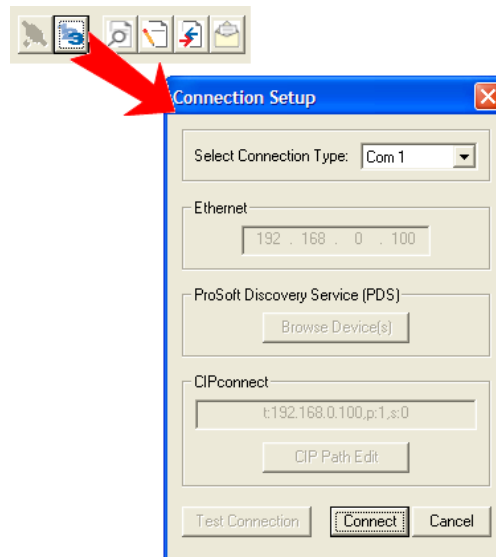 Connection Setup
Select Connection Type: Com 1
Ethernet
192 . 168 . 0 . 100
ProSoft Discovery Service (PDS)
Browse Device(s)
CIPconnect
t:192.168.0.100,p:1,s:0
CIP Path Edit
Test Connection Connect Cancel